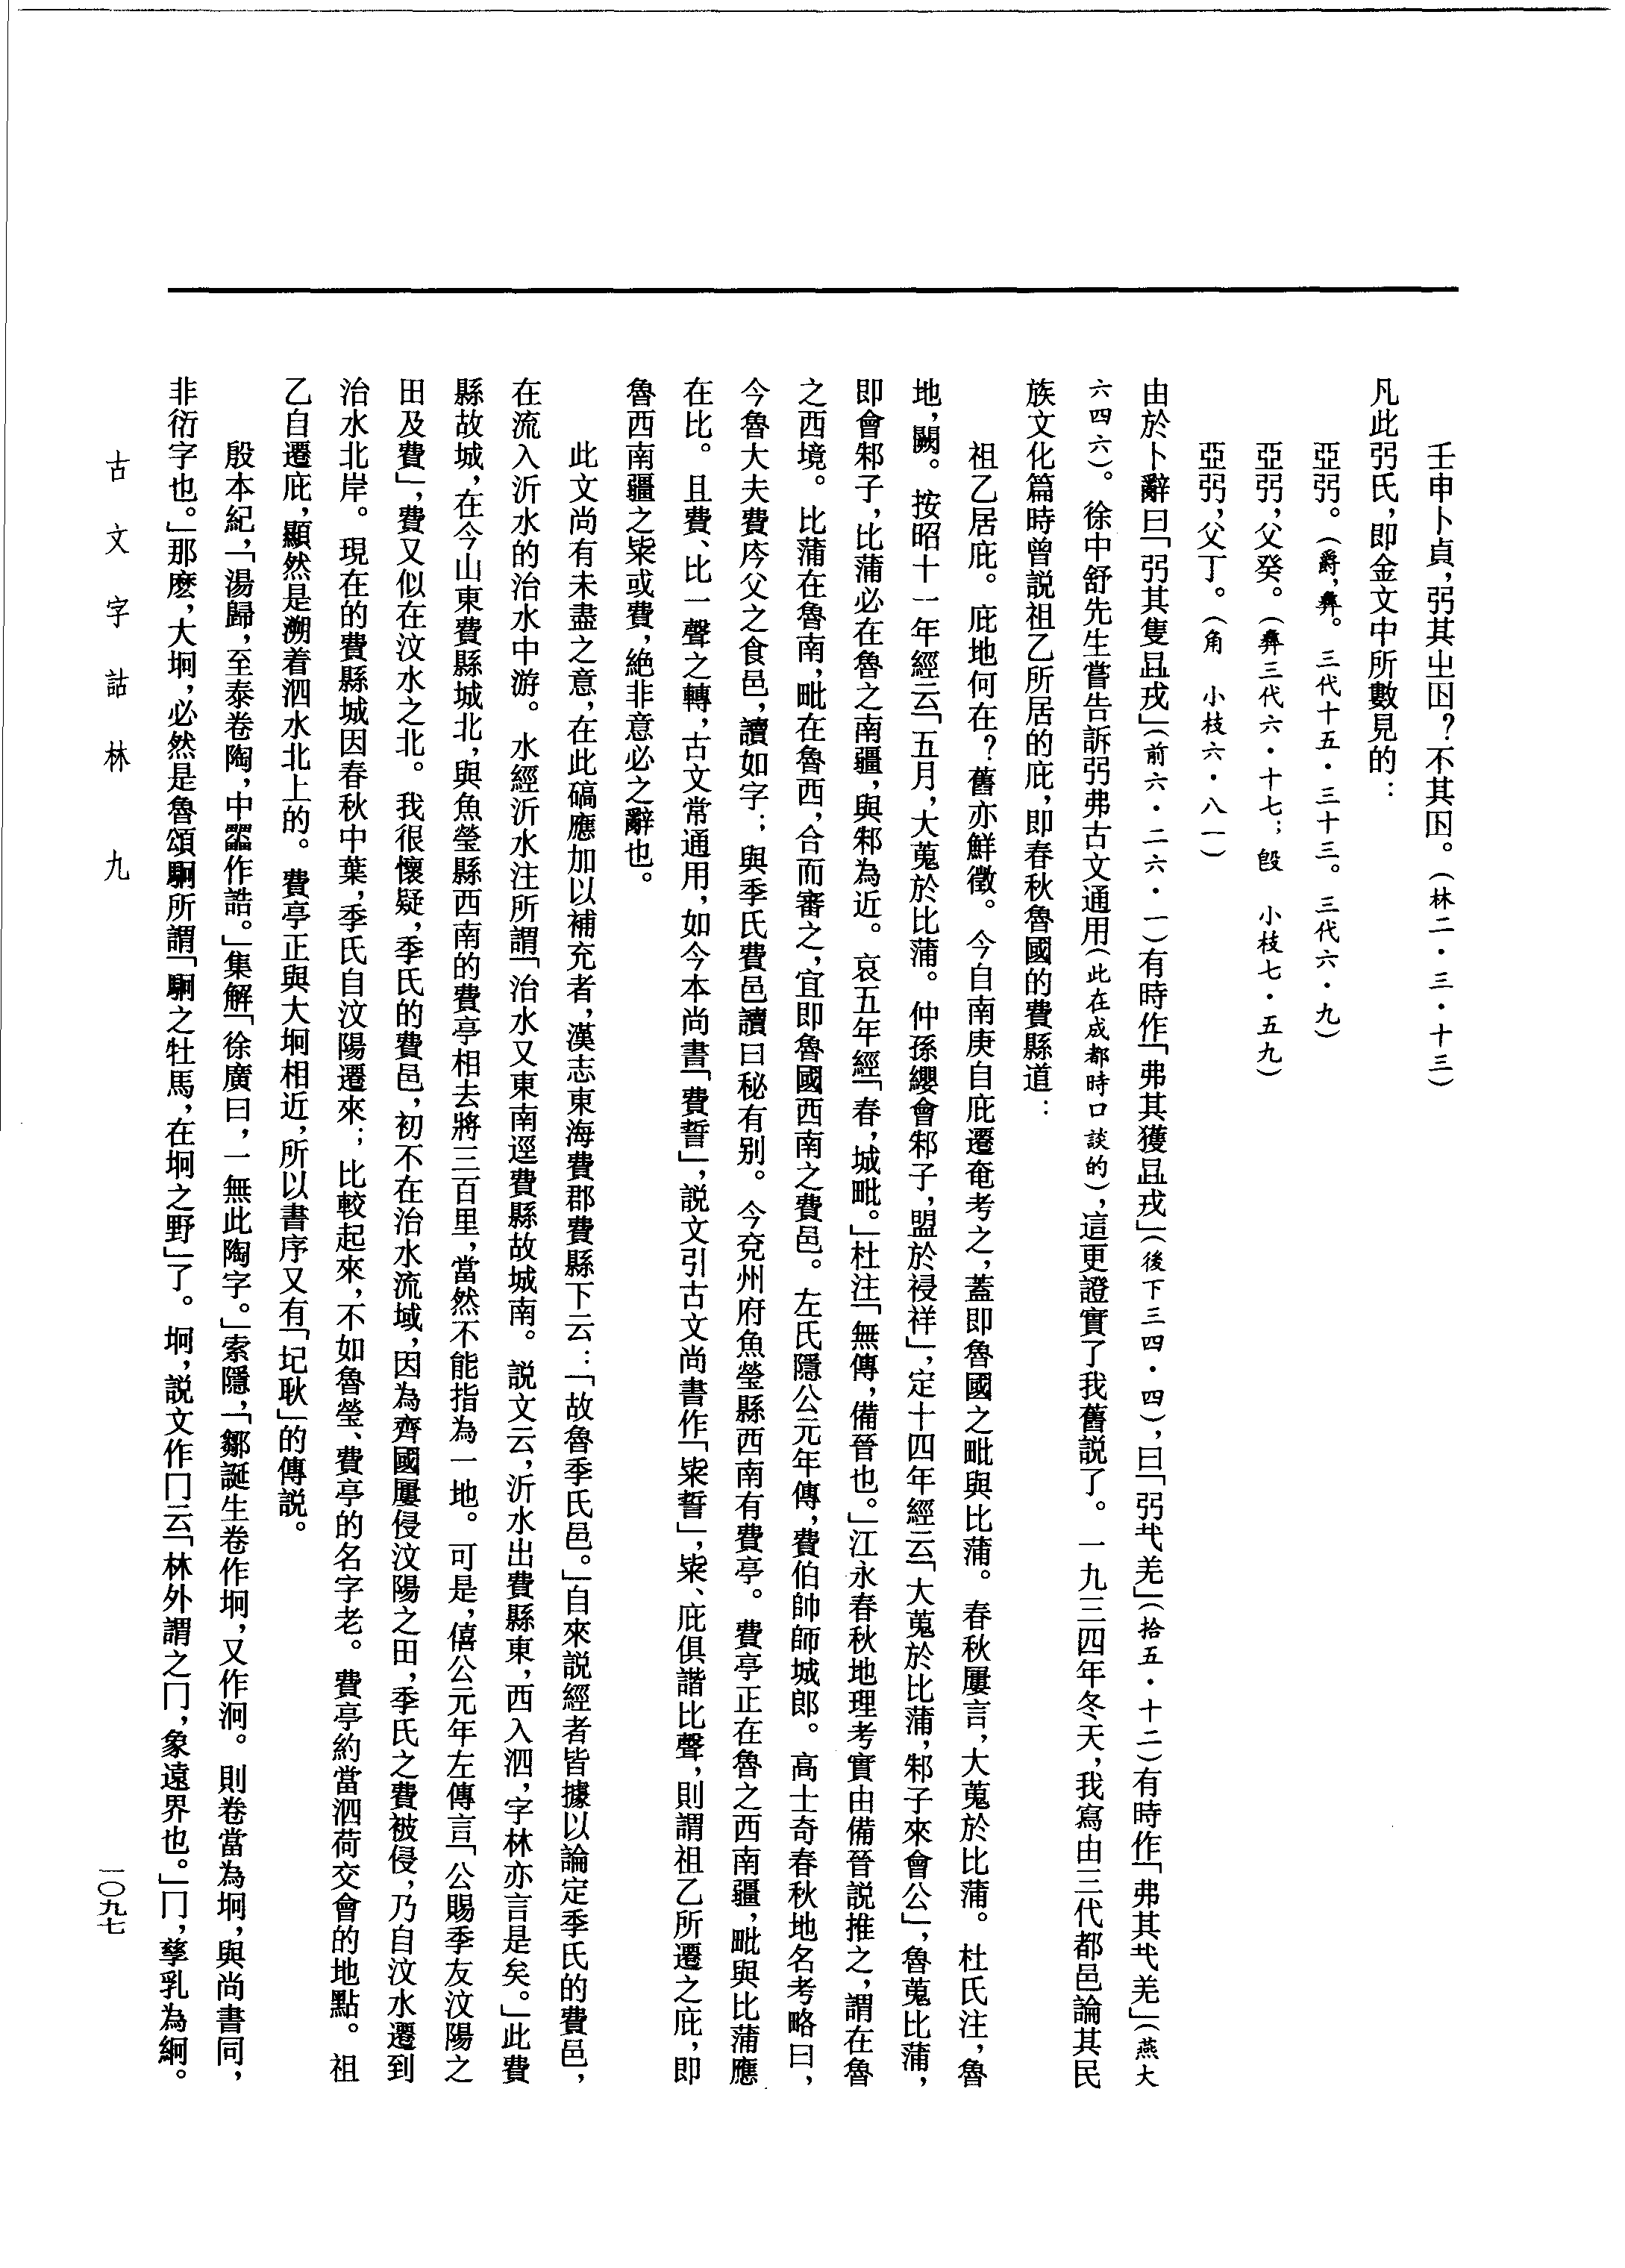 壬申卜貞，弜其㞢囚？不其囚。（林二·三·十三）
凡此弜氏，即金文中所數見的：
亞弜。（爵，彝。三代十五·三十三。三代六·九）
亞弜，父癸。（彝三代六·十七；殷　小枝七·五九）
亞弜，父丁。（角　小枝六·八一）
由於卜辭曰「弜其隻𢀛戎」（前六·二六·一）有時作「弗其獲𢀛戎」（後下三四·四），曰「弜𢦏羌」（拾五·十二）有時作「弗其𢦏羌」（燕大
六四六）。徐中舒先生嘗告訴弜弗古文通用（此在成都時口談的），這更證實了我舊説了。一九三四年冬天，我寫由三代都邑論其民
族文化篇時曾説祖乙所居的庇，即春秋魯國的費縣道：
祖乙居庇。庇地何在？舊亦鮮徵。今自南庚自庇遷奄考之，蓋即魯國之毗與比蒲。春秋屢言，大蒐於比蒲。杜氏注，魯
地，闕。按昭十一年經云「五月，大蒐於比蒲。仲孫纓會邾子，盟於祲祥」，定十四年經云「大蒐於比蒲，邾子來會公」，魯蒐比蒲，
即會邾子，比蒲必在魯之南疆，與邾為近。哀五年經「春，城毗。」杜注「無傳，備晉也。」江永春秋地理考實由備晉説推之，謂在魯
之西境。比蒲在魯南，毗在魯西，合而審之，宜即魯國西南之費邑。左氏隱公元年傳，費伯帥師城郎。高士奇春秋地名考略曰，
今魯大夫費庈父之食邑，讀如字；與季氏費邑讀曰秘有别。今兗州府魚瑩縣西南有費亭。費亭正在魯之西南疆，毗與比蒲應
在比。且費、比一聲之轉，古文常通用，如今本尚書「費誓」，説文引古文尚書作「粊誓」，粊、庇俱諧比聲，則謂祖乙所遷之庇，即
魯西南疆之粊或費，絶非意必之辭也。
此文尚有未盡之意，在此碻應加以補充者，漢志東海費郡費縣下云：「故魯季氏邑。」自來説經者皆據以論定季氏的費邑，
在流入沂水的治水中游。水經沂水注所謂「治水又東南逕費縣故城南。説文云，沂水出費縣東，西入泗，字林亦言是矣。」此費
縣故城，在今山東費縣城北，與魚瑩縣西南的費亭相去將三百里，當然不能指為一地。可是，僖公元年左傳言「公賜季友汶陽之
田及費」，費又似在汶水之北。我很懷疑，季氏的費邑，初不在治水流域，因為齊國屢侵汶陽之田，季氏之費被侵，乃自汶水遷到
治水北岸。現在的費縣城因春秋中葉，季氏自汶陽遷來；比較起來，不如魯瑩、費亭的名字老。費亭約當泗荷交會的地點。祖
乙自遷庇，顯然是溯着泗水北上的。費亭正與大坰相近，所以書序又有「圮耿」的傳説。
殷本紀，「湯歸，至泰卷陶，中𤳳作誥。」集解「徐廣曰，一無此陶字。」索隱，「鄒誕生卷作坰，又作泂。則卷當為坰，與尚書同，
非衍字也。」那麽，大坰，必然是魯頌駉所謂「駉之牡馬，在坰之野」了。坰，説文作冂云「林外謂之冂，象遠界也。」冂，孳乳為絅。
古文字詁林　九
一〇九七